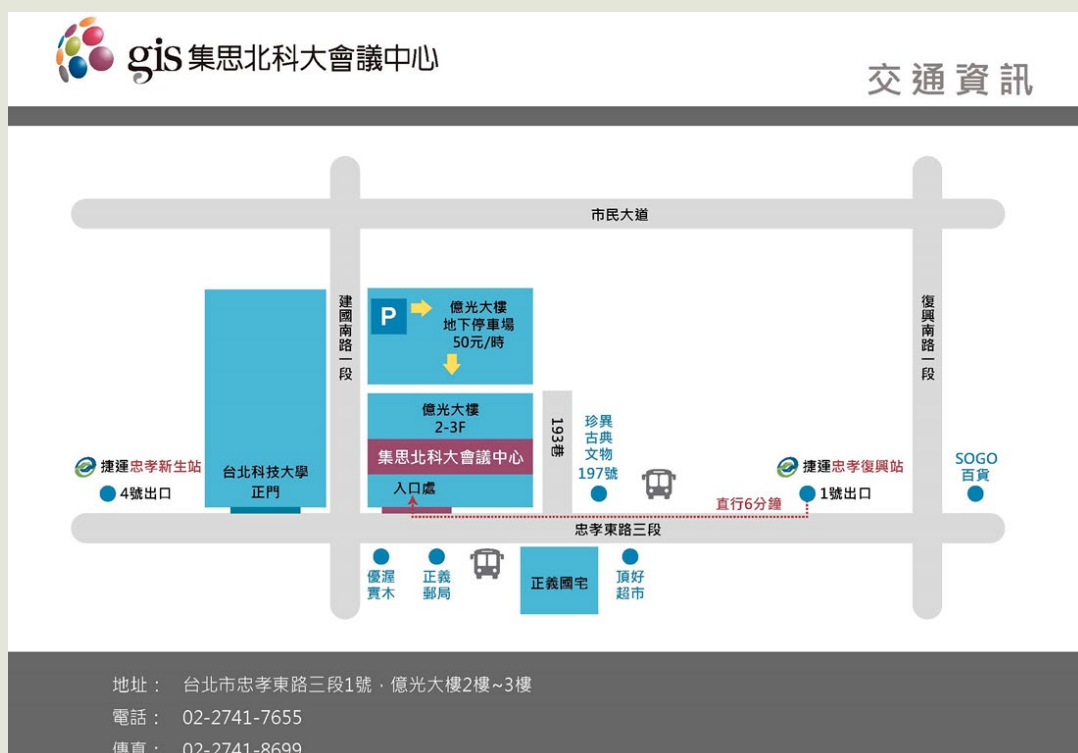 gis 集思北科大會議中心
交通資訊
市民大道
建國南路一段
復興南路一段
P
億光大樓
地下停車場
50元/時
億光大樓
2-3F
集思北科大會議中心
入口處
193巷
珍異
古典
文物
197號
捷運忠孝新生站
4號出口
台北科技大學
正門
捷運忠孝復興站
1號出口
SOGO
百貨
直行6分鐘
忠孝東路三段
優渥
實木
正義
郵局
正義國宅
頂好
超市
地址： 台北市忠孝東路三段1號．億光大樓2樓~3樓
電話： 02-2741-7655
傳真： 02-2741-8699